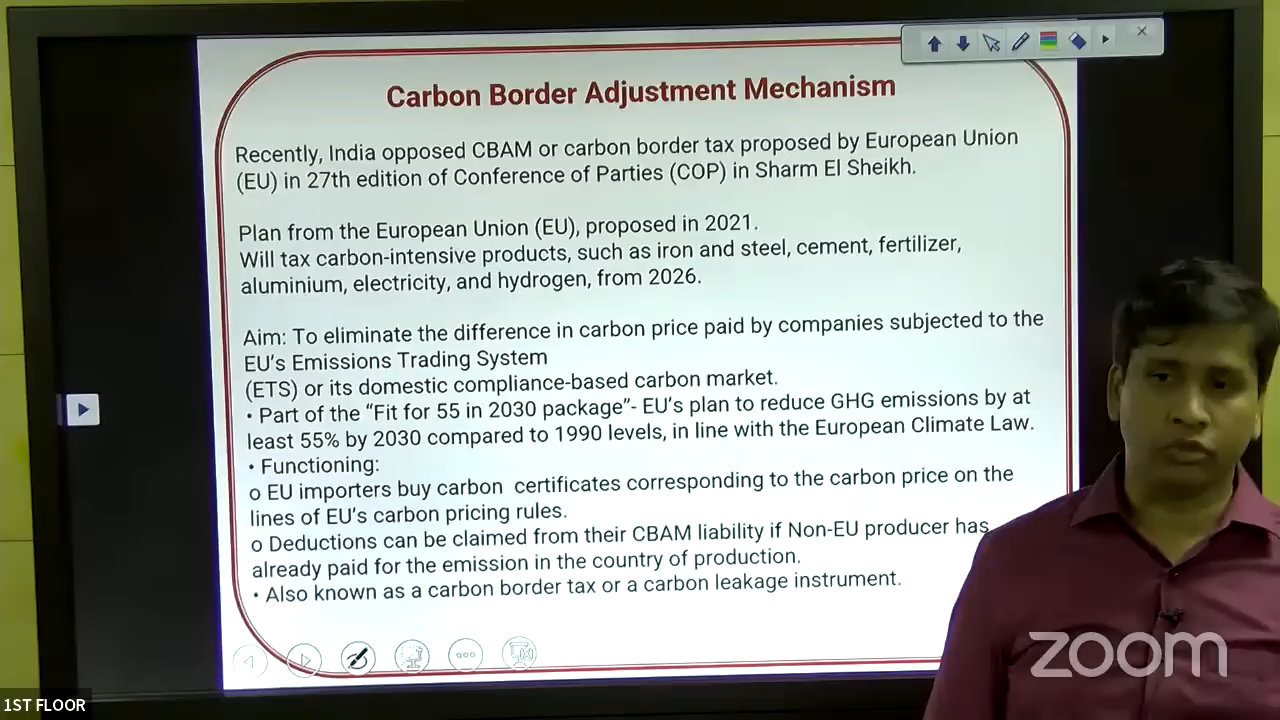 Carbon Border Adjustment Mechanism
Recently, India opposed CBAM or carbon border tax proposed by European Union
(EU) in 27th edition of Conference of Parties (COP) in Sharm El Sheikh.
Plan from the European Union (EU), proposed in 2021.
Will tax carbon-intensive products, such as iron and steel, cement, fertilizer,
aluminium, electricity, and hydrogen, from 2026.
Aim: To eliminate the difference in carbon price paid by companies subjected to the
EU's Emissions Trading System
(ETS) or its domestic compliance-based carbon market.
• Part of the “Fit for 55 in 2030 package”- EU's plan to reduce GHG emissions by at
least 55% by 2030 compared to 1990 levels, in line with the European Climate Law.
• Functioning:
o EU importers buy carbon certificates corresponding to the carbon price on the
lines of EU's carbon pricing rules.
o Deductions can be claimed from their CBAM liability if Non-EU producer has
already paid for the emission in the country of production.
• Also known as a carbon border tax or a carbon leakage instrument.
zoom
1ST FLOOR